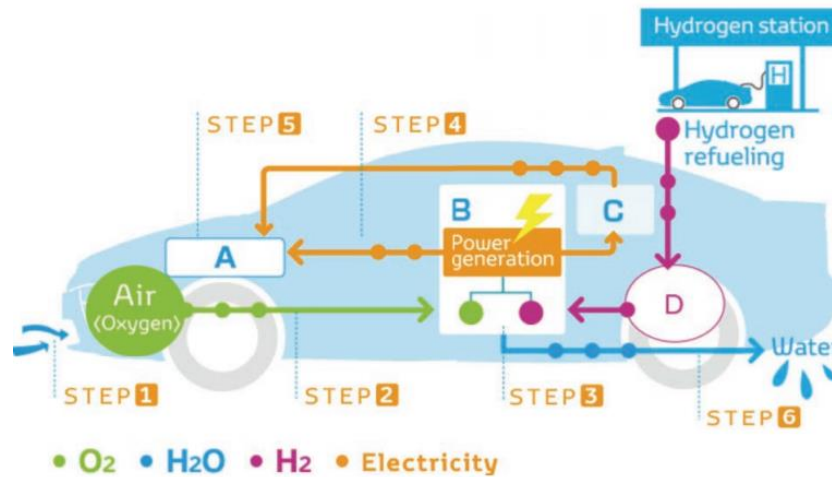 Hydrogen station
H
Hydrogen
refueling
STEP 5
STEP 4
A
B
C
Power
generation
D
Air
(Oxygen)
Water
STEP 1
STEP 2
STEP 3
STEP 6
• O2 • H2O • H2 • Electricity